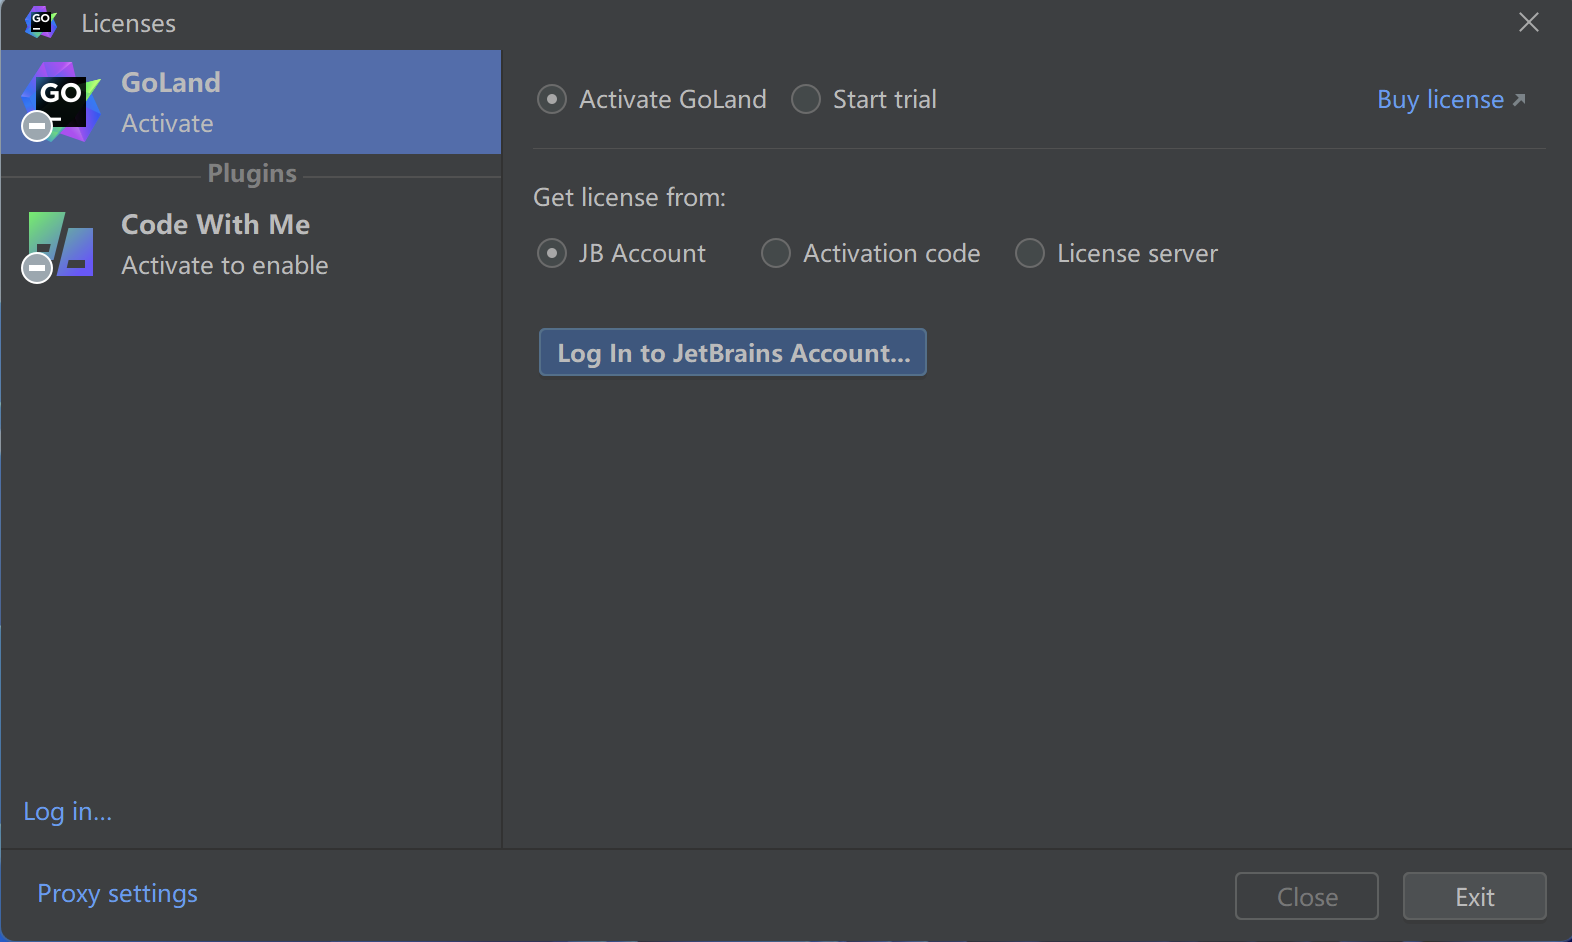 GO
Licenses
GO
GoLand
Activate
Plugins
Code With Me
Activate to enable
Log in...
Activate GoLand
Start trial
Buy license
Get license from:
JB Account
Activation code
License server
Log In to JetBrains Account...
Proxy settings
Close
Exit